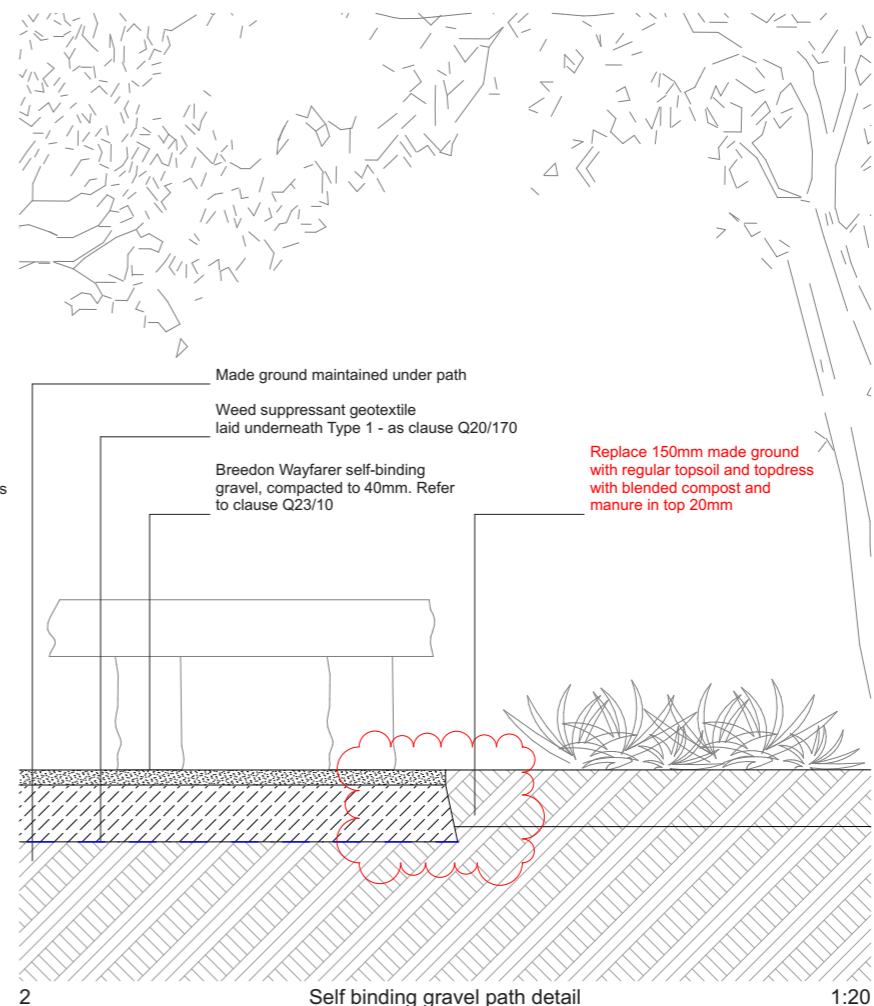 Made ground maintained under path
Weed suppressant geotextile
laid underneath Type 1 - as clause Q20/170
Breedon Wayfarer self-binding
gravel, compacted to 40mm. Refer
to clause Q23/10
s
Replace 150mm made ground
with regular topsoil and topdress
with blended compost and
manure in top 20mm
2
Self binding gravel path detail
1:20